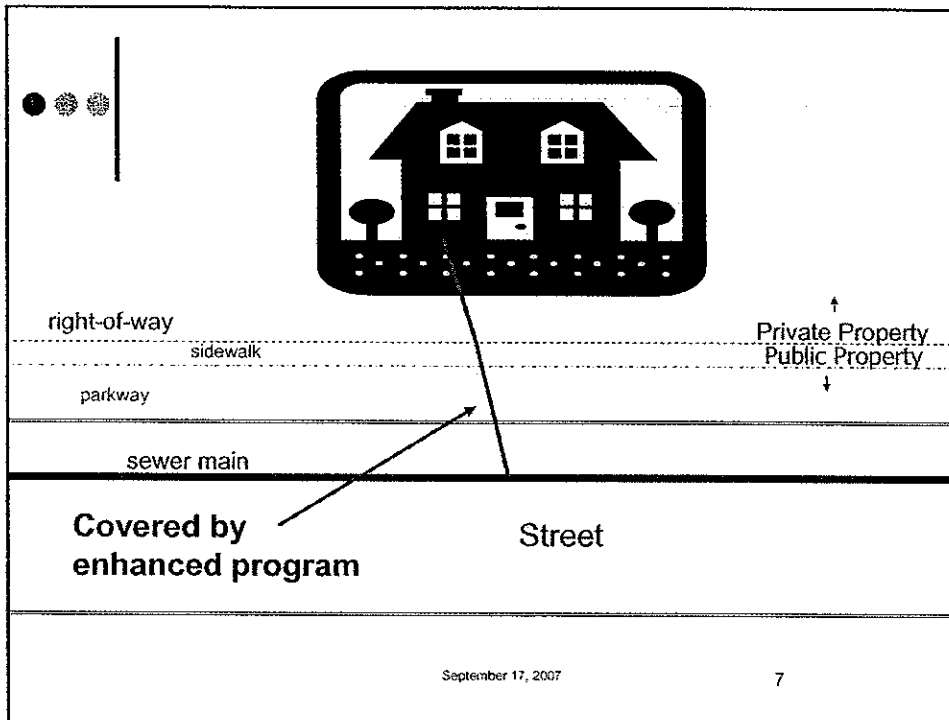 right-of-way
Private Property
sidewalk
Public Property
parkway
sewer main
Covered by
enhanced program
Street
September 17, 2007
7